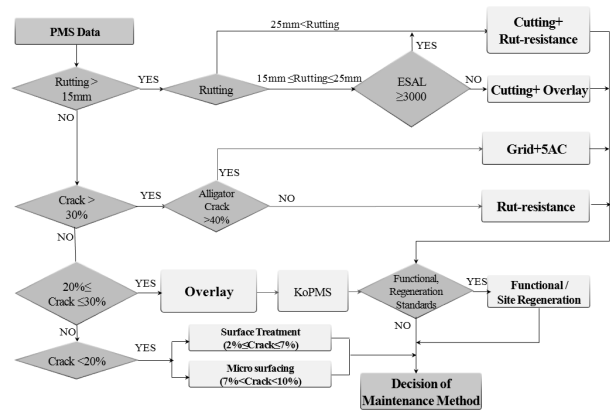 25mm<Rutting
Cutting+
Rut-resistance
PMS Data
YES
Rutting >
15mm
YES
Rutting
15mm ≤Rutting≤25mm
ESAL
≥3000
NO
Cutting+ Overlay
NO
Grid+5AC
YES
Crack >
30%
YES
Alligator
Crack
>40%
NO
Rut-resistance
NO
20%≤
Crack ≤30%
YES
Overlay
KoPMS
Functional,
Regeneration
Standards
YES
Functional /
Site Regeneration
NO
NO
Crack <20%
YES
Surface Treatment
(2%≤Crack≤7%)
Micro surfacing
(7%<Crack<10%)
Decision of
Maintenance Method